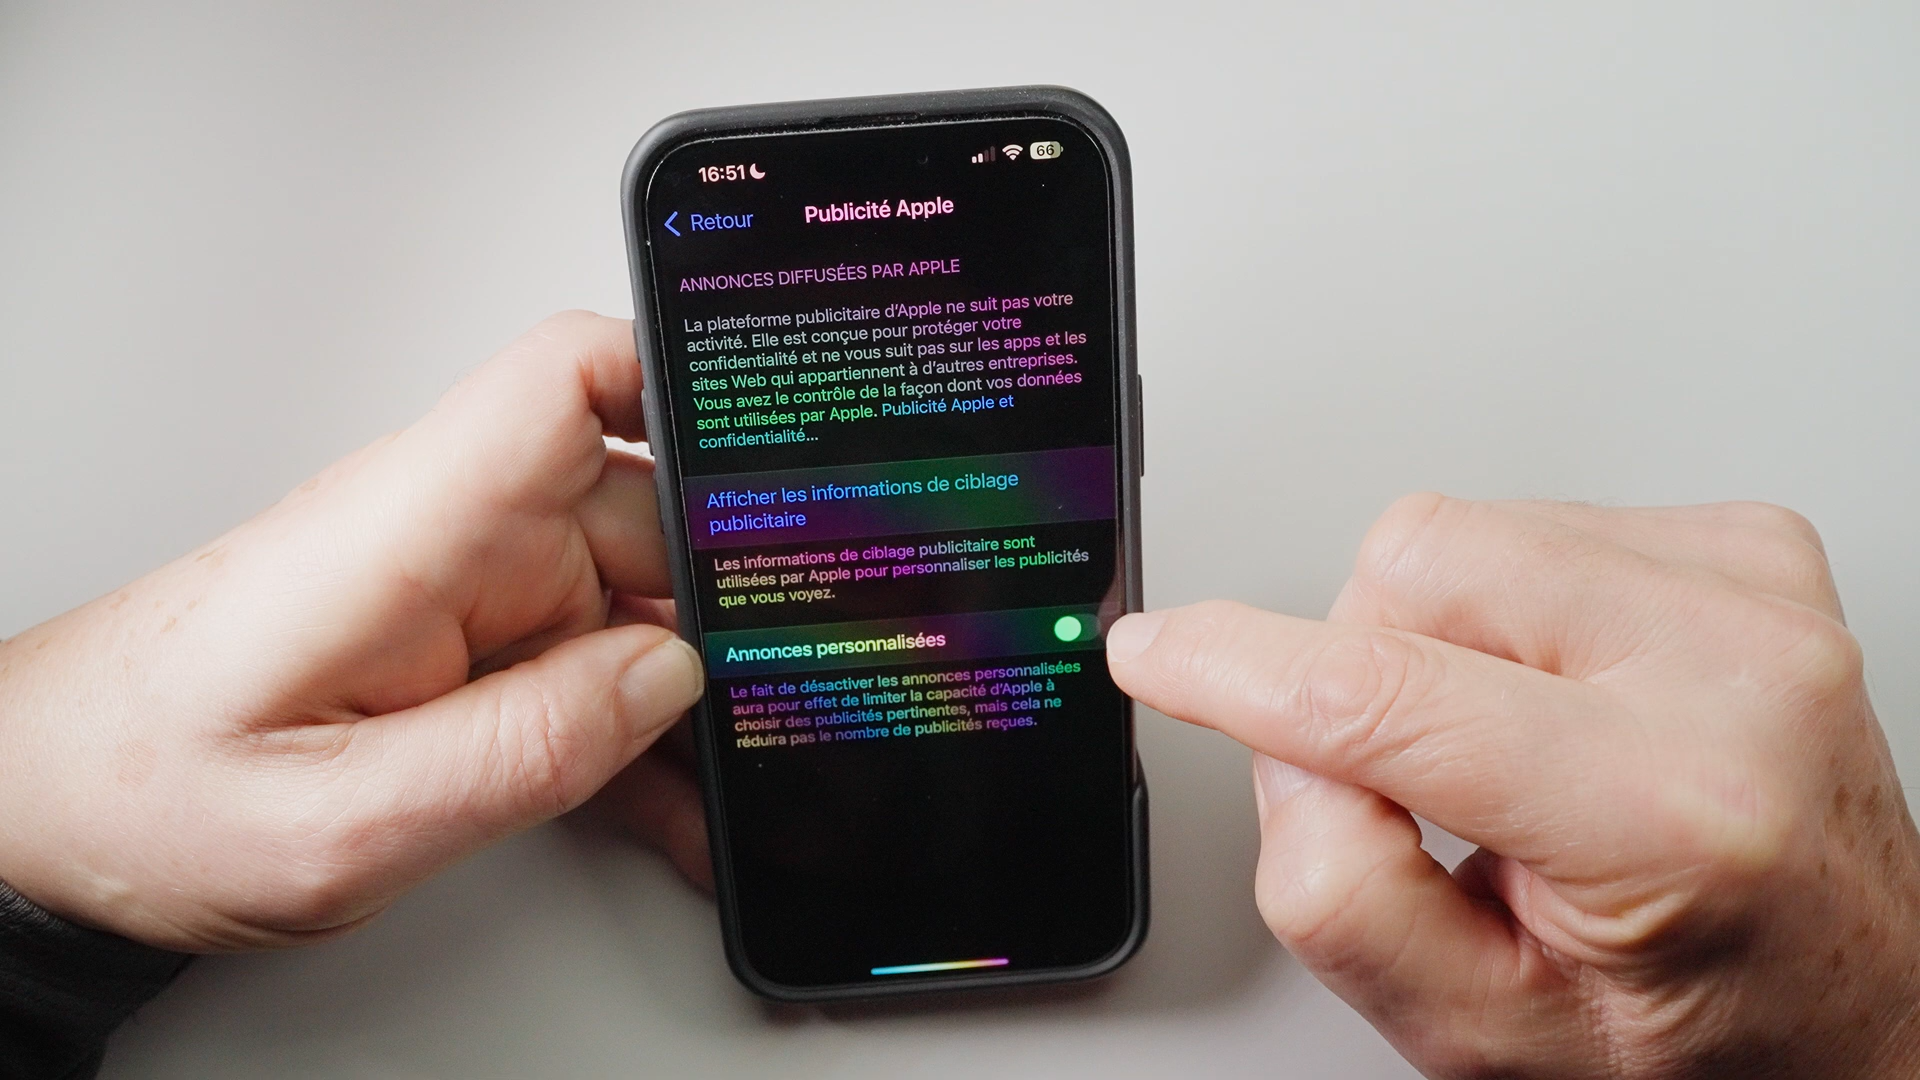 16:51
66
Retour
Publicité Apple
ANNONCES DIFFUSÉES PAR APPLE
La plateforme publicitaire d’Apple ne suit pas votre
activité. Elle est conçue pour protéger votre
confidentialité et ne vous suit pas sur les apps et les
sites Web qui appartiennent à d’autres entreprises.
Vous avez le contrôle de la façon dont vos données
sont utilisées par Apple. Publicité Apple et
confidentialité...
Afficher les informations de ciblage
publicitaire
Les informations de ciblage publicitaire sont
utilisées par Apple pour personnaliser les publicités
que vous voyez.
Annonces personnalisées
Le fait de désactiver les annonces personnalisées
aura pour effet de limiter la capacité d’Apple à
choisir des publicités pertinentes, mais cela ne
réduira pas le nombre de publicités reçues.